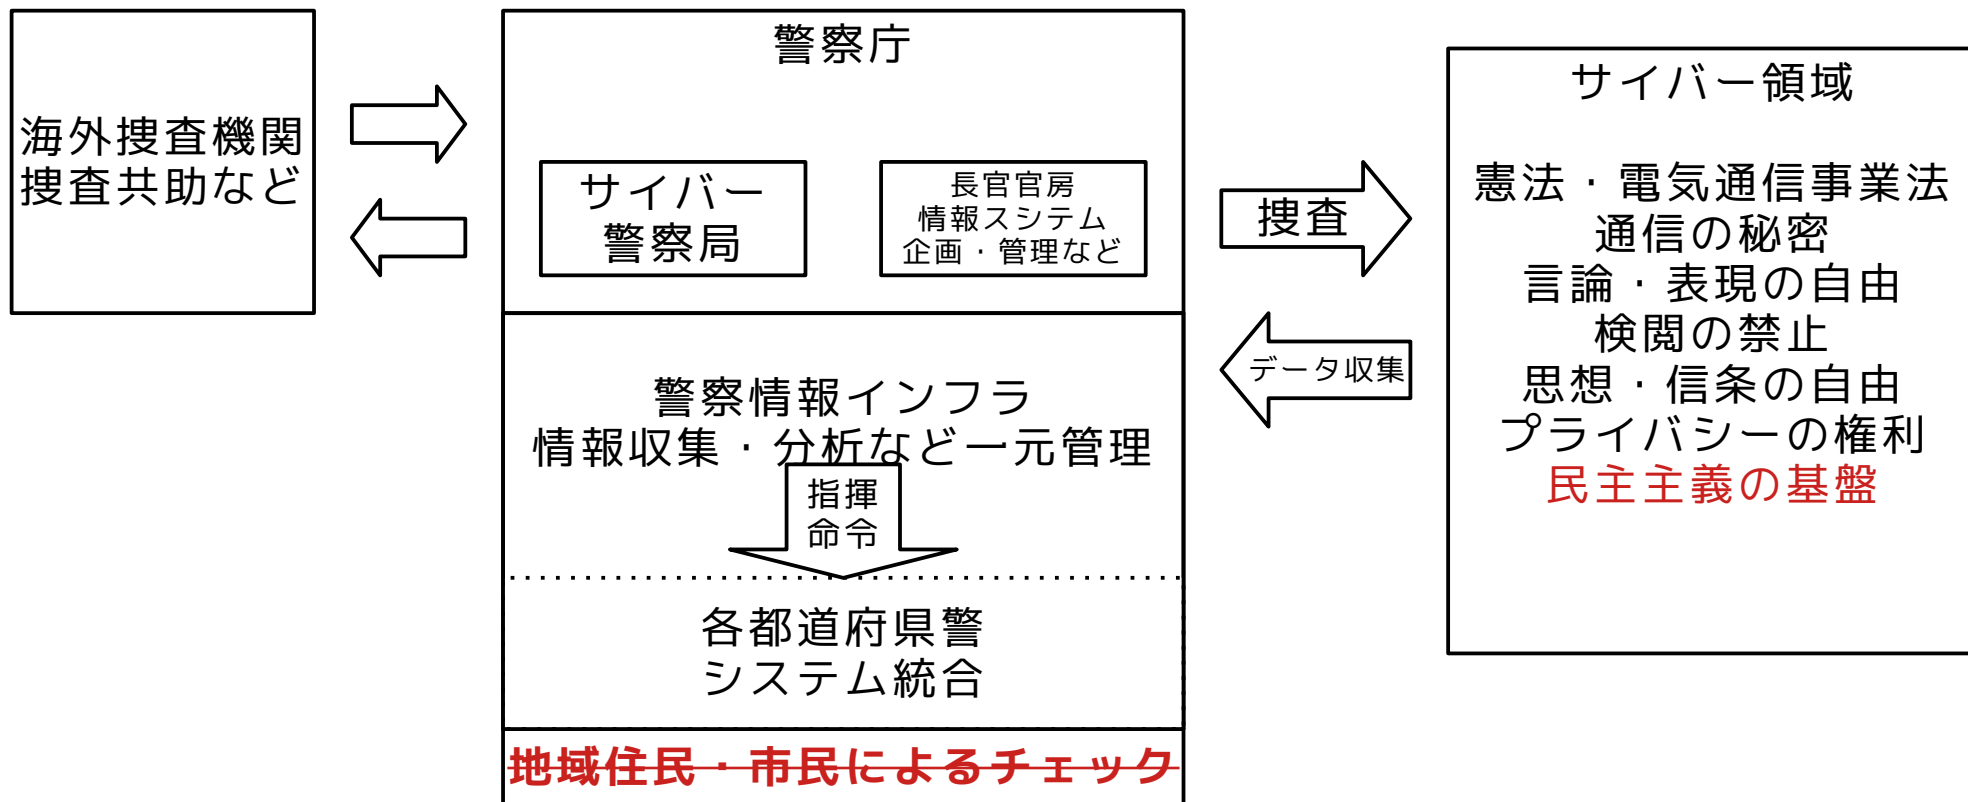 海外捜査機関
捜査共助など
警察庁
サイバー
警察局
長官官房
情報スシテム
企画・管理など
警察情報インフラ
情報収集・分析など一元管理
指揮
命令
各都道府県警
システム統合
地域住民・市民によるチェック
捜査
データ収集
サイバー領域
憲法・電気通信事業法
通信の秘密
言論・表現の自由
検閲の禁止
思想・信条の自由
プライバシーの権利
民主主義の基盤